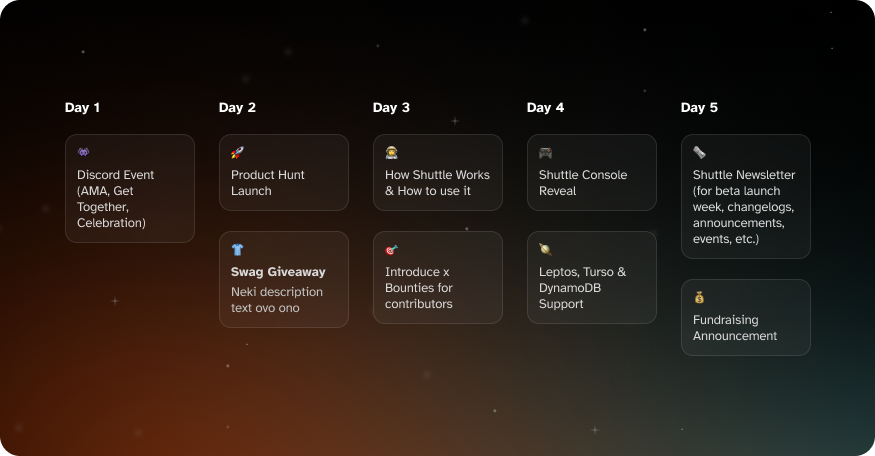 Day 1
Discord Event
(AMA, Get
Together,
Celebration)
Day 2
Product Hunt
Launch
Swag Giveaway
Neki description
text ovo ono
Day 3
How Shuttle Works
& How to use it
Introduce x
Bounties for
contributors
Day 4
Shuttle Console
Reveal
Leptos, Turso &
DynamoDB
Support
Day 5
Shuttle Newsletter
(for beta launch
week, changelogs,
announcements,
events, etc.)
Fundraising
Announcement